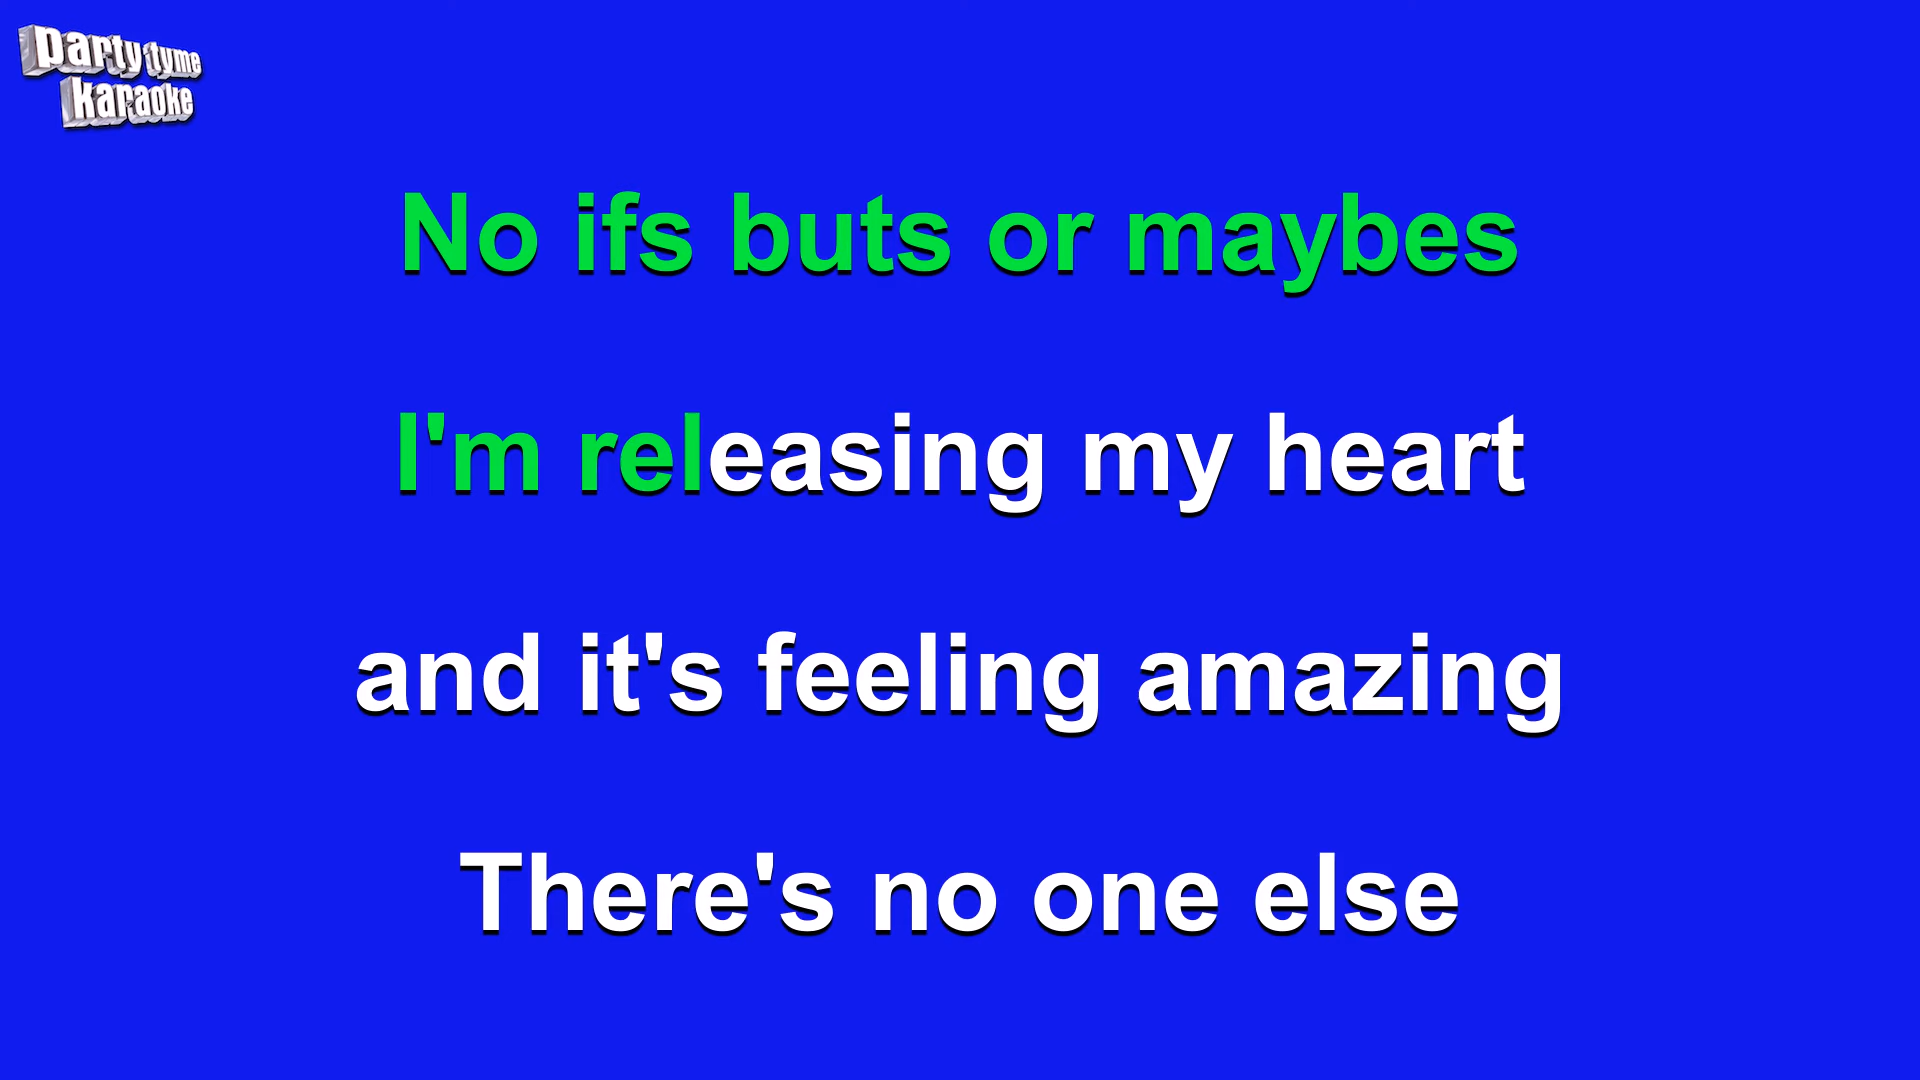 party tyme
karaoke
No ifs buts or maybes
I'm releasing my heart
and it's feeling amazing
There's no one else